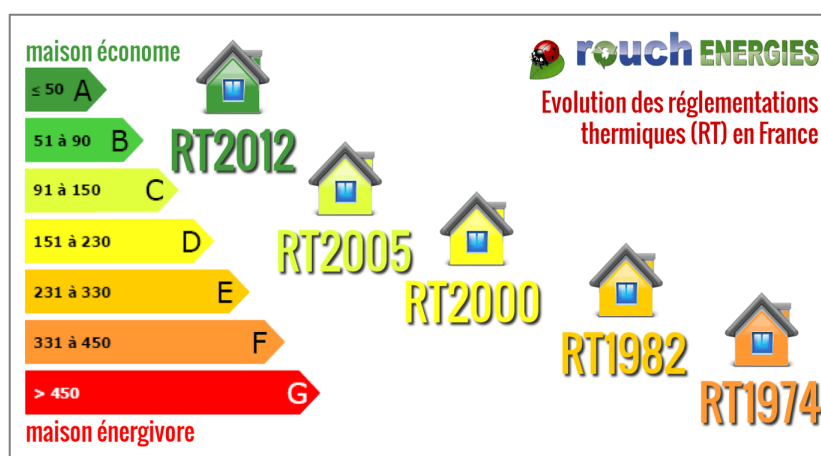 maison économe
≤ 50 A
51 à 90 B
91 à 150 C
151 à 230 D
231 à 330 E
331 à 450 F
> 450 G
maison énergivore
rouch ENERGIES
Evolution des réglementations
thermiques (RT) en France
RT2012
RT2005
RT2000
RT1982
RT1974